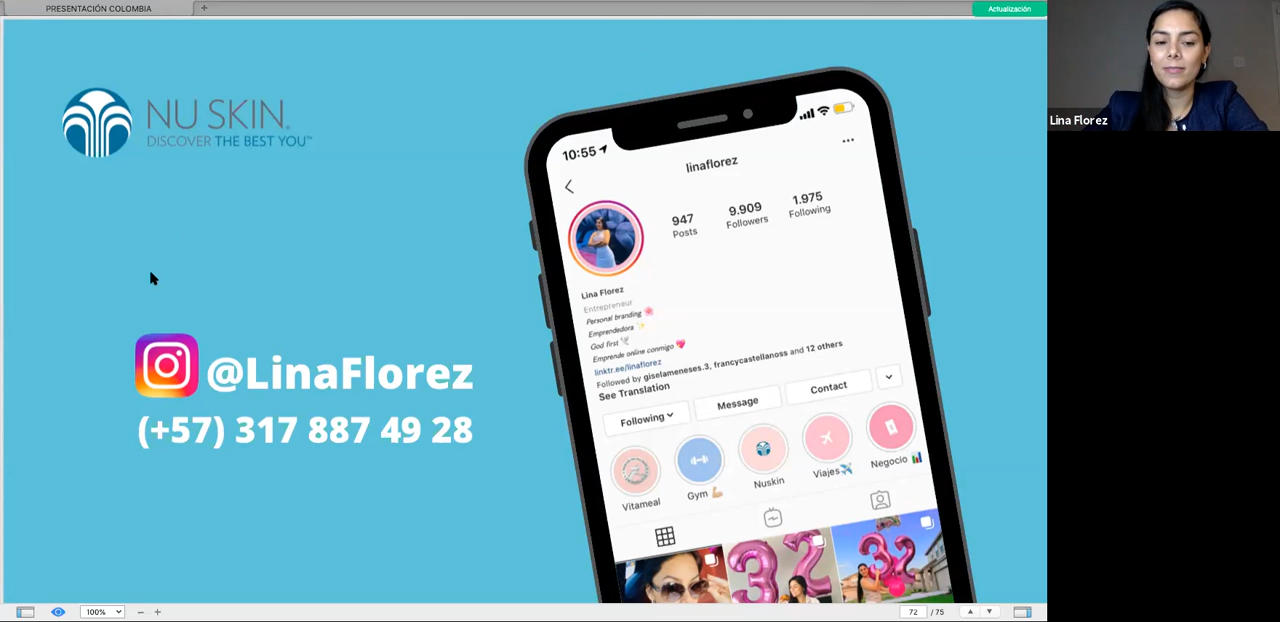 PRESENTACIÓN COLOMBIA
+
Actualización
NU SKIN®
DISCOVER THE BEST YOU™
Lina Florez
10:55
linaflorez
947
Posts
9.909
Followers
1.975
Following
Lina Florez
Entrepreneur
Personal branding 🌸
Emprendedora ✨
God first 🕊
Emprende online conmigo 💖
linktr.ee/linaflorez
Followed by giselameneses.3, francycastellanoss and 12 others
See Translation
Following
Message
Contact
Vitameal
Gym 💪🏼
Nuskin
Viajes✈️
Negocio 📊
32
32
@LinaFlorez
(+57) 317 887 49 28
100%
72 / 75